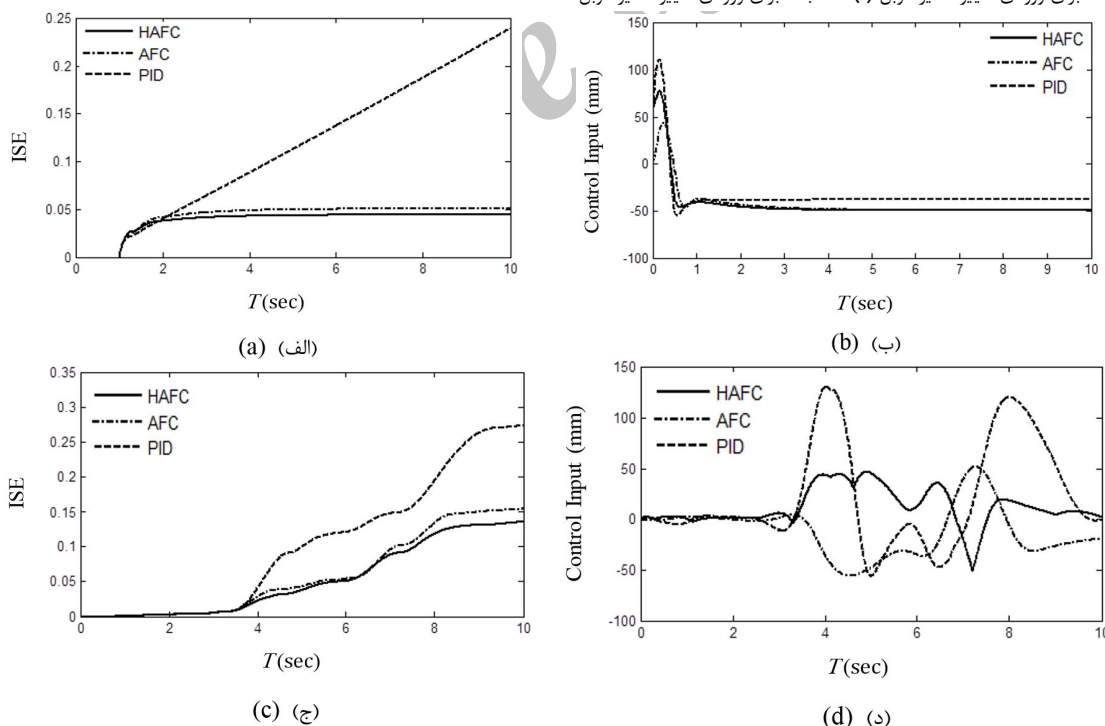 0.25
0.2
0.15
0.1
0.05
0
ISE
HAFC
AFC
PID
0 2 4 6 8 10
T(sec)
(a) (الف)
150
100
50
0
-50
-100
Control Input (mm)
HAFC
AFC
PID
0 1 2 3 4 5 6 7 8 9 10
T(sec)
(b) (ب)
0.35
0.3
0.25
0.2
0.15
0.1
0.05
0
ISE
HAFC
AFC
PID
0 2 4 6 8 10
T(sec)
(c) (ج)
150
100
50
0
-50
-100
Control Input (mm)
HAFC
AFC
PID
0 2 4 6 8 10
T(sec)
(d) (د)